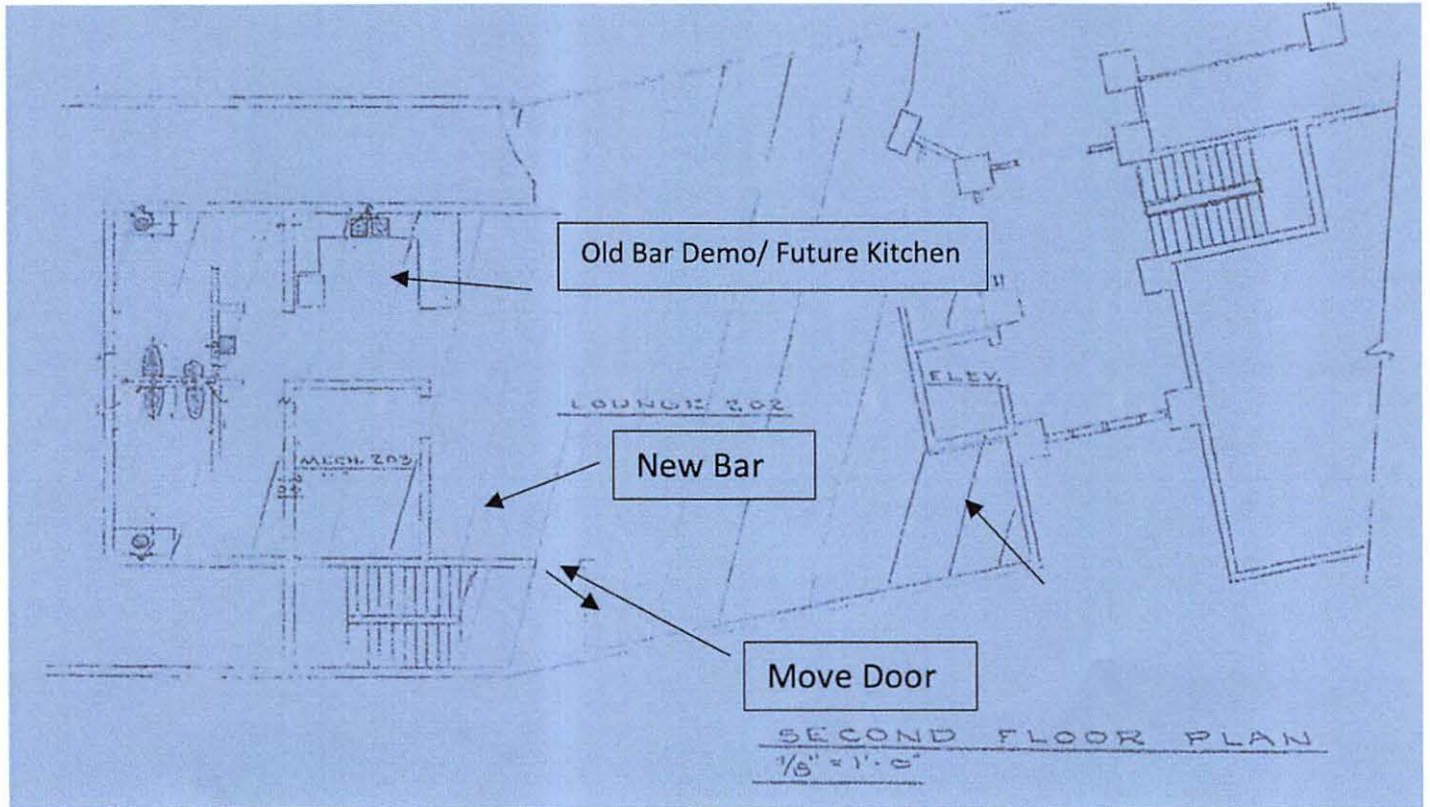 Old Bar Demo/ Future Kitchen
ELEV.
LOUNGE 202
New Bar
MECH. 203
Move Door
SECOND FLOOR PLAN
1/8" = 1'-0"